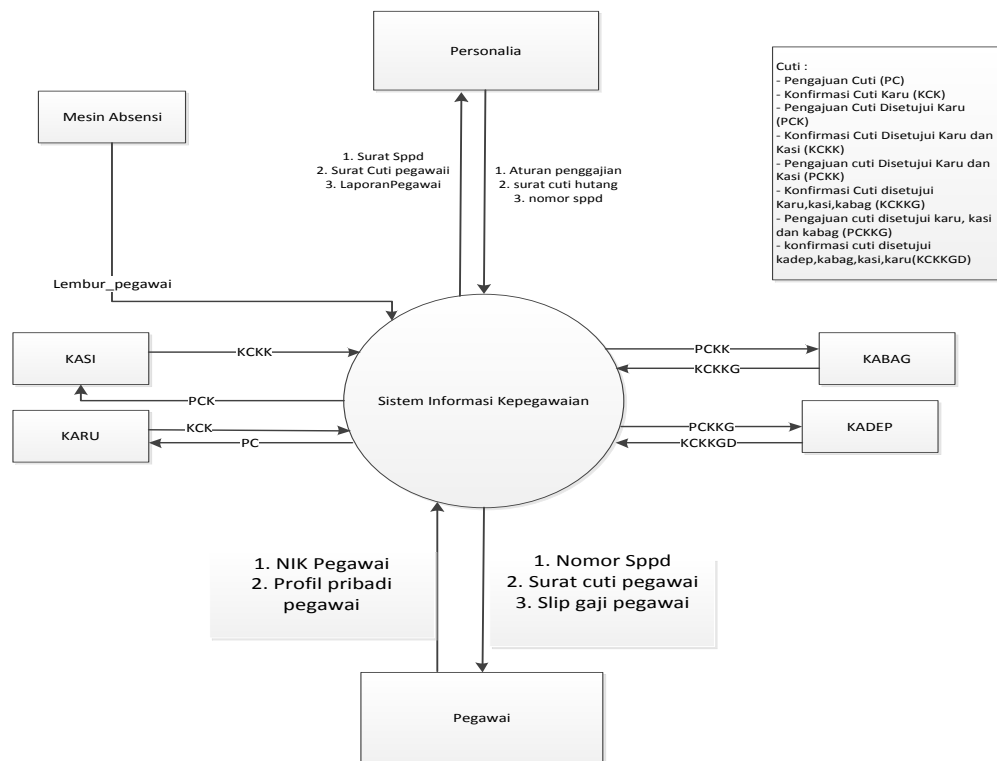 Personalia
Cuti :
- Pengajuan Cuti (PC)
- Konfirmasi Cuti Karu (KCK)
- Pengajuan Cuti Disetujui Karu
(PCK)
- Konfirmasi Cuti Disetujui Karu dan
Kasi (KCKK)
- Pengajuan cuti Disetujui Karu dan
Kasi (PCKK)
- Konfirmasi Cuti disetujui
Karu,kasi,kabag (KCKKG)
- Pengajuan cuti disetujui karu, kasi
dan kabag (PCKKG)
- konfirmasi cuti disetujui
kadep,kabag,kasi,karu(KCKKGD)
Mesin Absensi
1. Surat Sppd
2. Surat Cuti pegawaii
3. LaporanPegawai
1. Aturan penggajian
2. surat cuti hutang
3. nomor sppd
Lembur_pegawai
KASI
KCKK
PCK
KARU
KCK
PC
Sistem Informasi Kepegawaian
PCKK
KCKKG
KABAG
PCKKG
KCKKGD
KADEP
1. NIK Pegawai
2. Profil pribadi
pegawai
1. Nomor Sppd
2. Surat cuti pegawai
3. Slip gaji pegawai
Pegawai